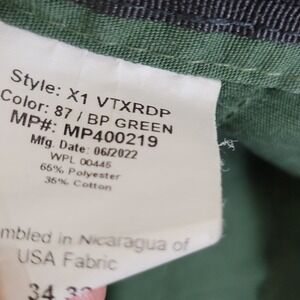 Style: X1 VTXRDP
Color: 87 / BP GREEN
MP#: MP400219
Mfg. Date: 06/2022
WPL 00446
65% Polyester
35% Cotton
mbled in Nicaragua of
USA Fabric
34